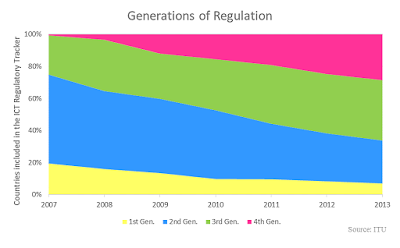 Generations of Regulation
Countries included in the ICT Regulatory Tracker
100%
80%
60%
40%
20%
0%
2007 2008 2009 2010 2011 2012 2013
1st Gen. 2nd Gen. 3rd Gen. 4th Gen.
Source: ITU